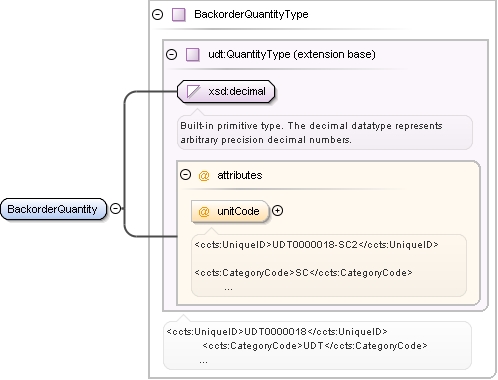 BackorderQuantityType
udt:QuantityType (extension base)
xsd:decimal
Built-in primitive type. The decimal datatype represents
arbitrary precision decimal numbers.
@ attributes
@ unitCode
<ccts:UniqueID>UDT0000018-SC2</ccts:UniqueID>
<ccts:CategoryCode>SC</ccts:CategoryCode>
...
BackorderQuantity
<ccts:UniqueID>UDT0000018</ccts:UniqueID>
<ccts:CategoryCode>UDT</ccts:CategoryCode>
...